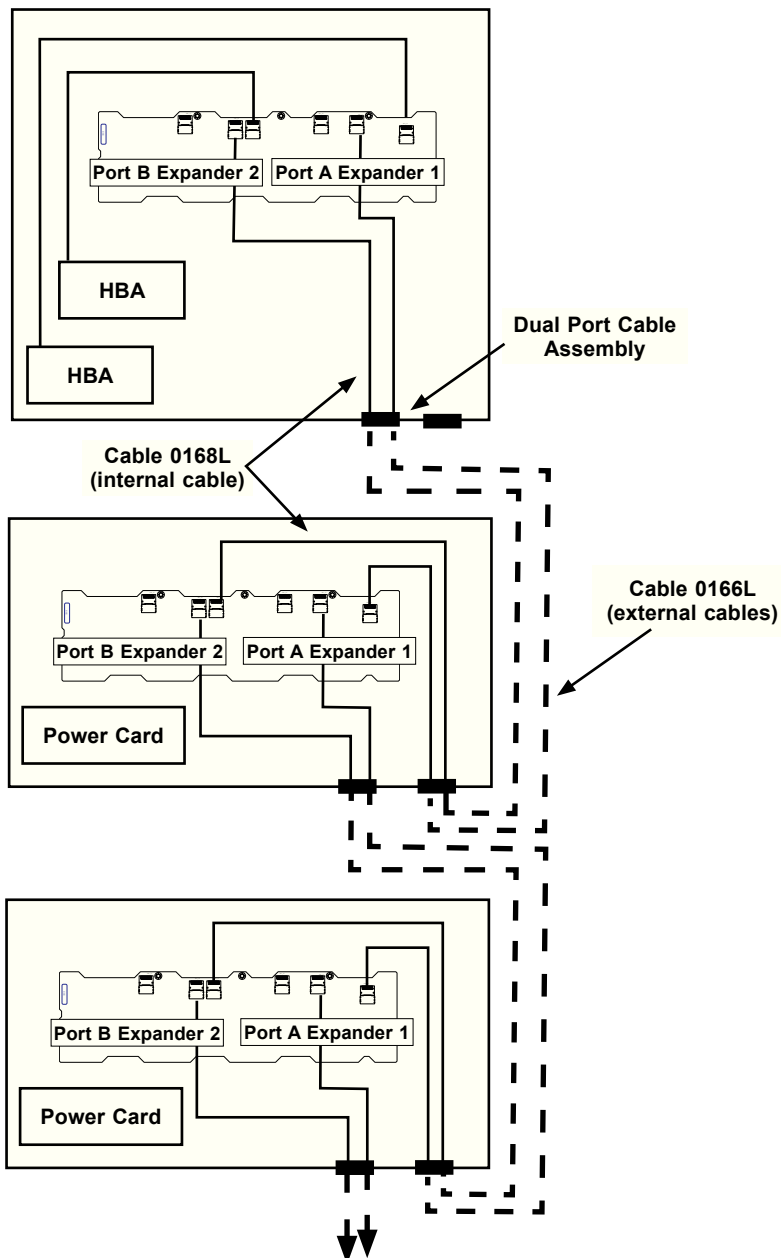 Port B Expander 2
Port A Expander 1
HBA
HBA
Dual Port Cable
Assembly
Cable 0168L
(internal cable)
Cable 0166L
(external cables)
Port B Expander 2
Port A Expander 1
Power Card
Port B Expander 2
Port A Expander 1
Power Card